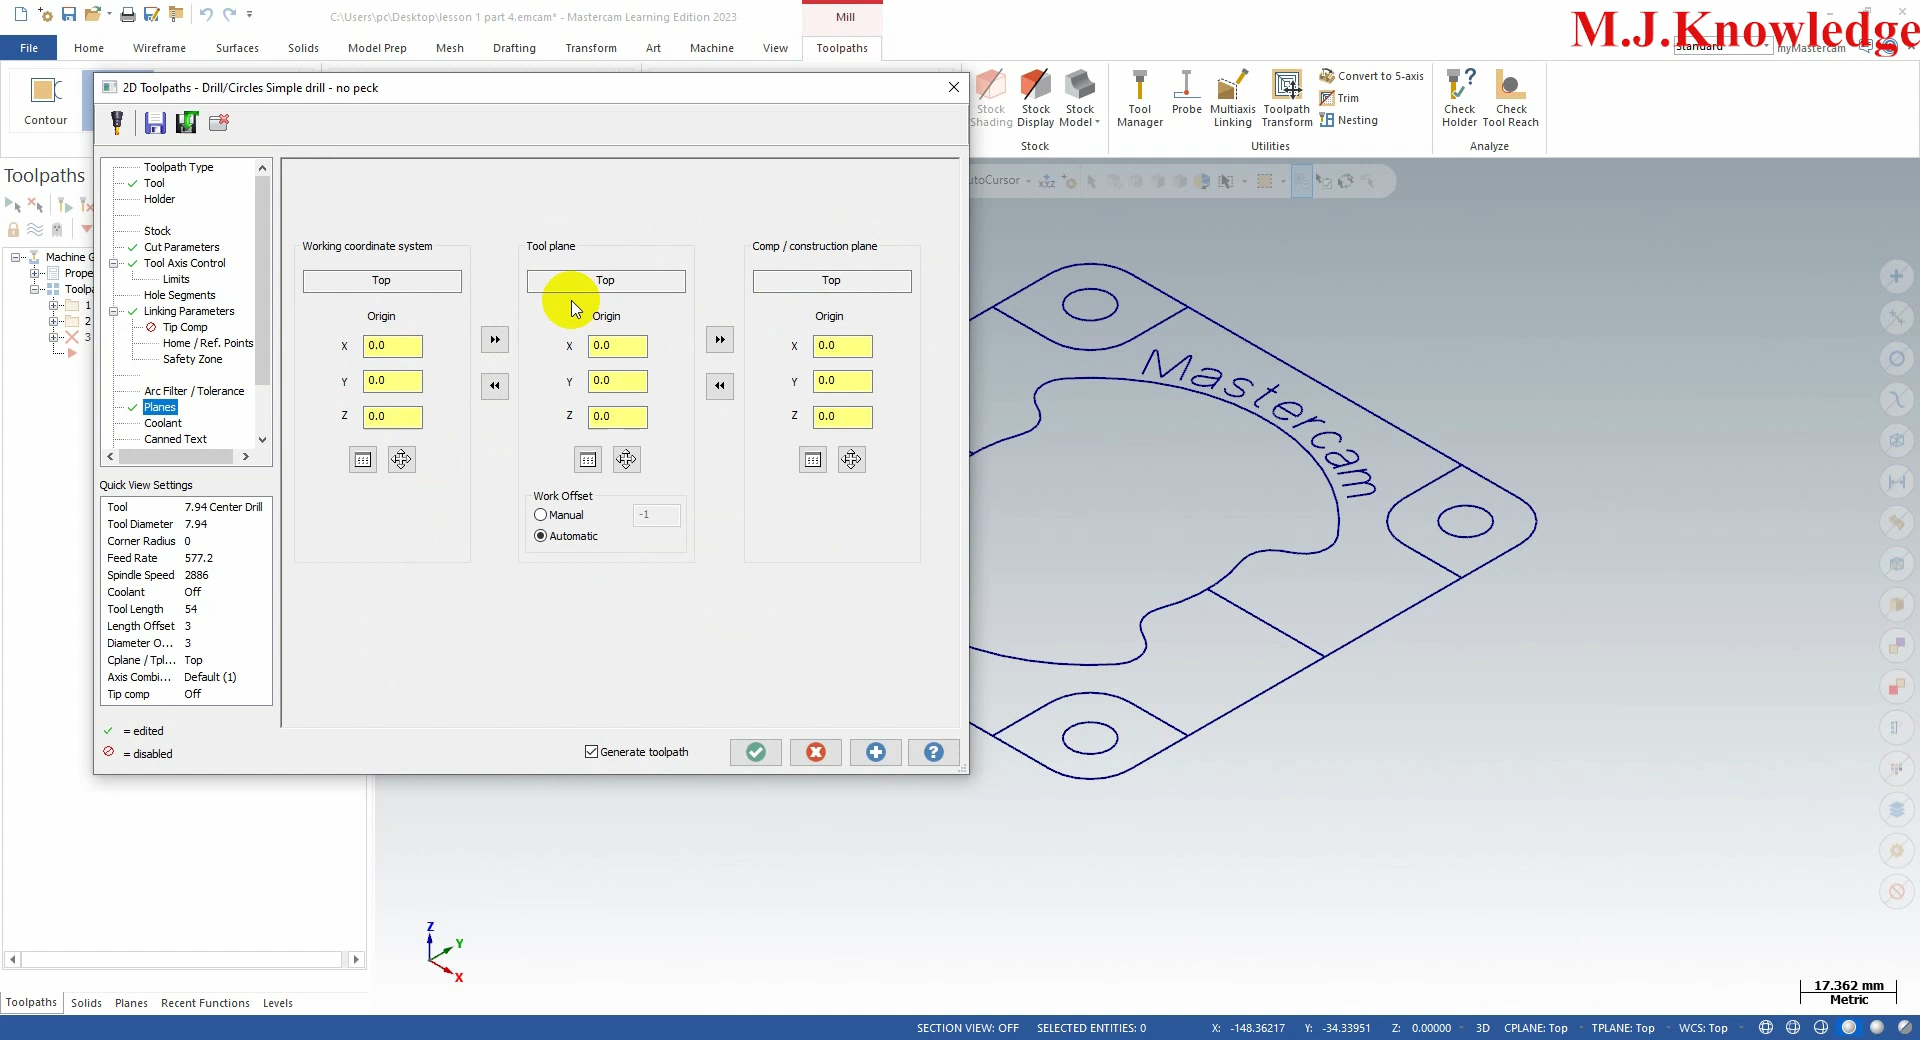 C:\Users\pc\Desktop\lesson 1 part 4.emcam* - Mastercam Learning Edition 2023
Mill
M.J.Knowledge
File
Home
Wireframe
Surfaces
Solids
Model Prep
Mesh
Drafting
Transform
Art
Machine
View
Toolpaths
Standard
myMastercam
Contour
2D Toolpaths - Drill/Circles Simple drill - no peck
Stock Shading
Stock Display
Stock Model
Tool Manager
Probe
Multiaxis Linking
Toolpath Transform
Convert to 5-axis
Trim
Nesting
Check Holder
Check Tool Reach
Stock
Utilities
Analyze
Toolpaths
utoCursor
Machine G
Prope
Toolpa
1
2
3
Toolpath Type
Tool
Holder
Stock
Cut Parameters
Tool Axis Control
Limits
Hole Segments
Linking Parameters
Tip Comp
Home / Ref. Points
Safety Zone
Arc Filter / Tolerance
Planes
Coolant
Canned Text
Working coordinate system
Tool plane
Comp / construction plane
Top
Top
Top
Origin
Origin
Origin
X 0.0
X 0.0
X 0.0
Y 0.0
Y 0.0
Y 0.0
Z 0.0
Z 0.0
Z 0.0
Work Offset
Manual
-1
Automatic
Quick View Settings
Tool 7.94 Center Drill
Tool Diameter 7.94
Corner Radius 0
Feed Rate 577.2
Spindle Speed 2886
Coolant Off
Tool Length 54
Length Offset 3
Diameter O... 3
Cplane / Tpl... Top
Axis Combi... Default (1)
Tip comp Off
= edited
= disabled
Generate toolpath
Mastercam
Z
Y
X
17.362 mm
Metric
Toolpaths
Solids
Planes
Recent Functions
Levels
SECTION VIEW: OFF
SELECTED ENTITIES: 0
X: -148.36217
Y: -34.33951
Z: 0.00000
3D
CPLANE: Top
TPLANE: Top
WCS: Top